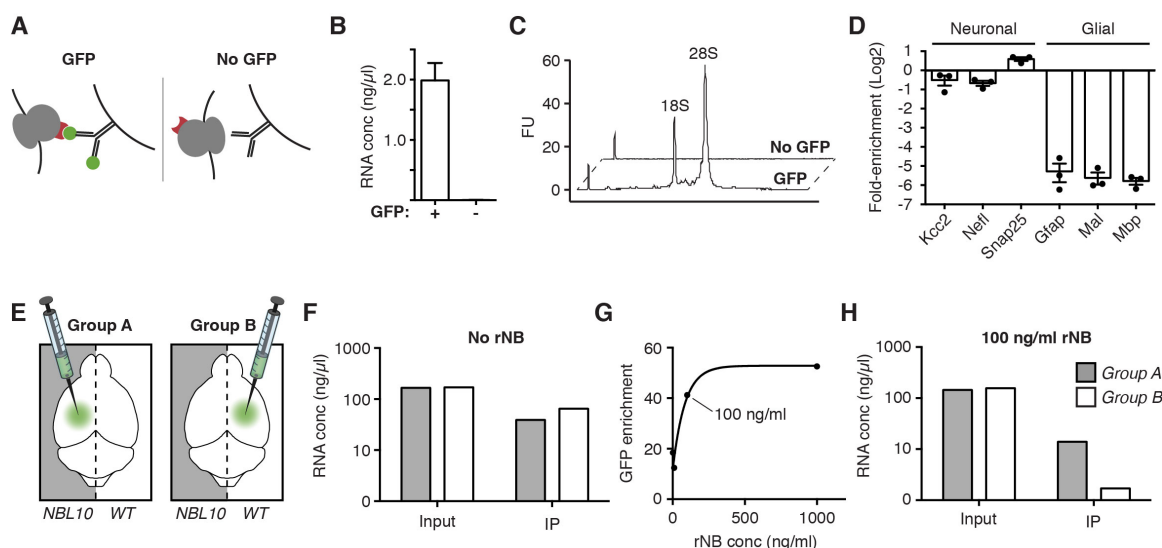 A
GFP
No GFP
B
RNA conc (ng/µl)
2.0
1.0
GFP:
+
-
C
FU
60
40
20
0
18S
28S
No GFP
GFP
D
Neuronal
Glial
Fold-enrichment (Log2)
1
0
-1
-2
-3
-4
-5
-6
-7
Kcc2
Nefl
Snap25
Gfap
Mal
Mbp
E
Group A
Group B
NBL10
WT
NBL10
WT
F
No rNB
RNA conc (ng/µl)
1000
100
10
0
Input
IP
G
GFP enrichment
60
40
20
0
100 ng/ml
0
500
1000
rNB conc (ng/ml)
H
100 ng/ml rNB
RNA conc (ng/µl)
1000
100
10
0
Group A
Group B
Input
IP